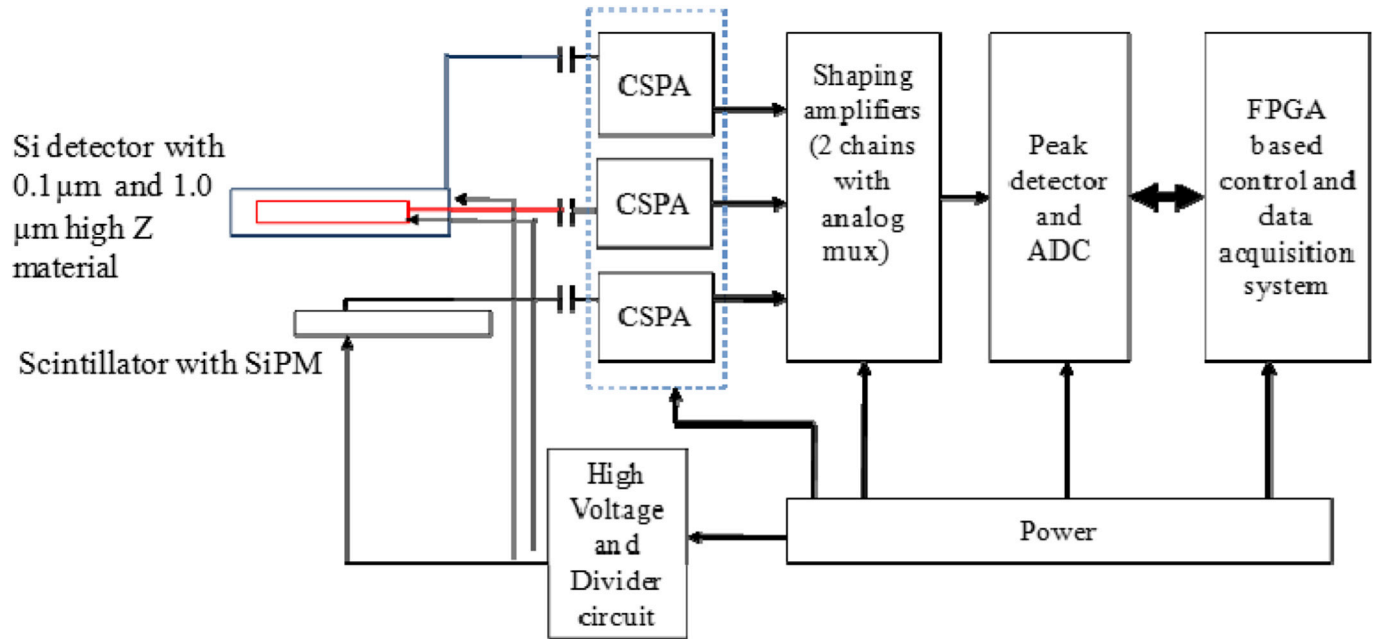 Si detector with
0.1μm and 1.0
μm high Z
material
Scintillator with SiPM
CSPA
CSPA
CSPA
Shaping
amplifiers
(2 chains
with
analog
mux)
Peak
detector
and
ADC
FPGA
based
control and
data
acquisition
system
High
Voltage
and
Divider
circuit
Power